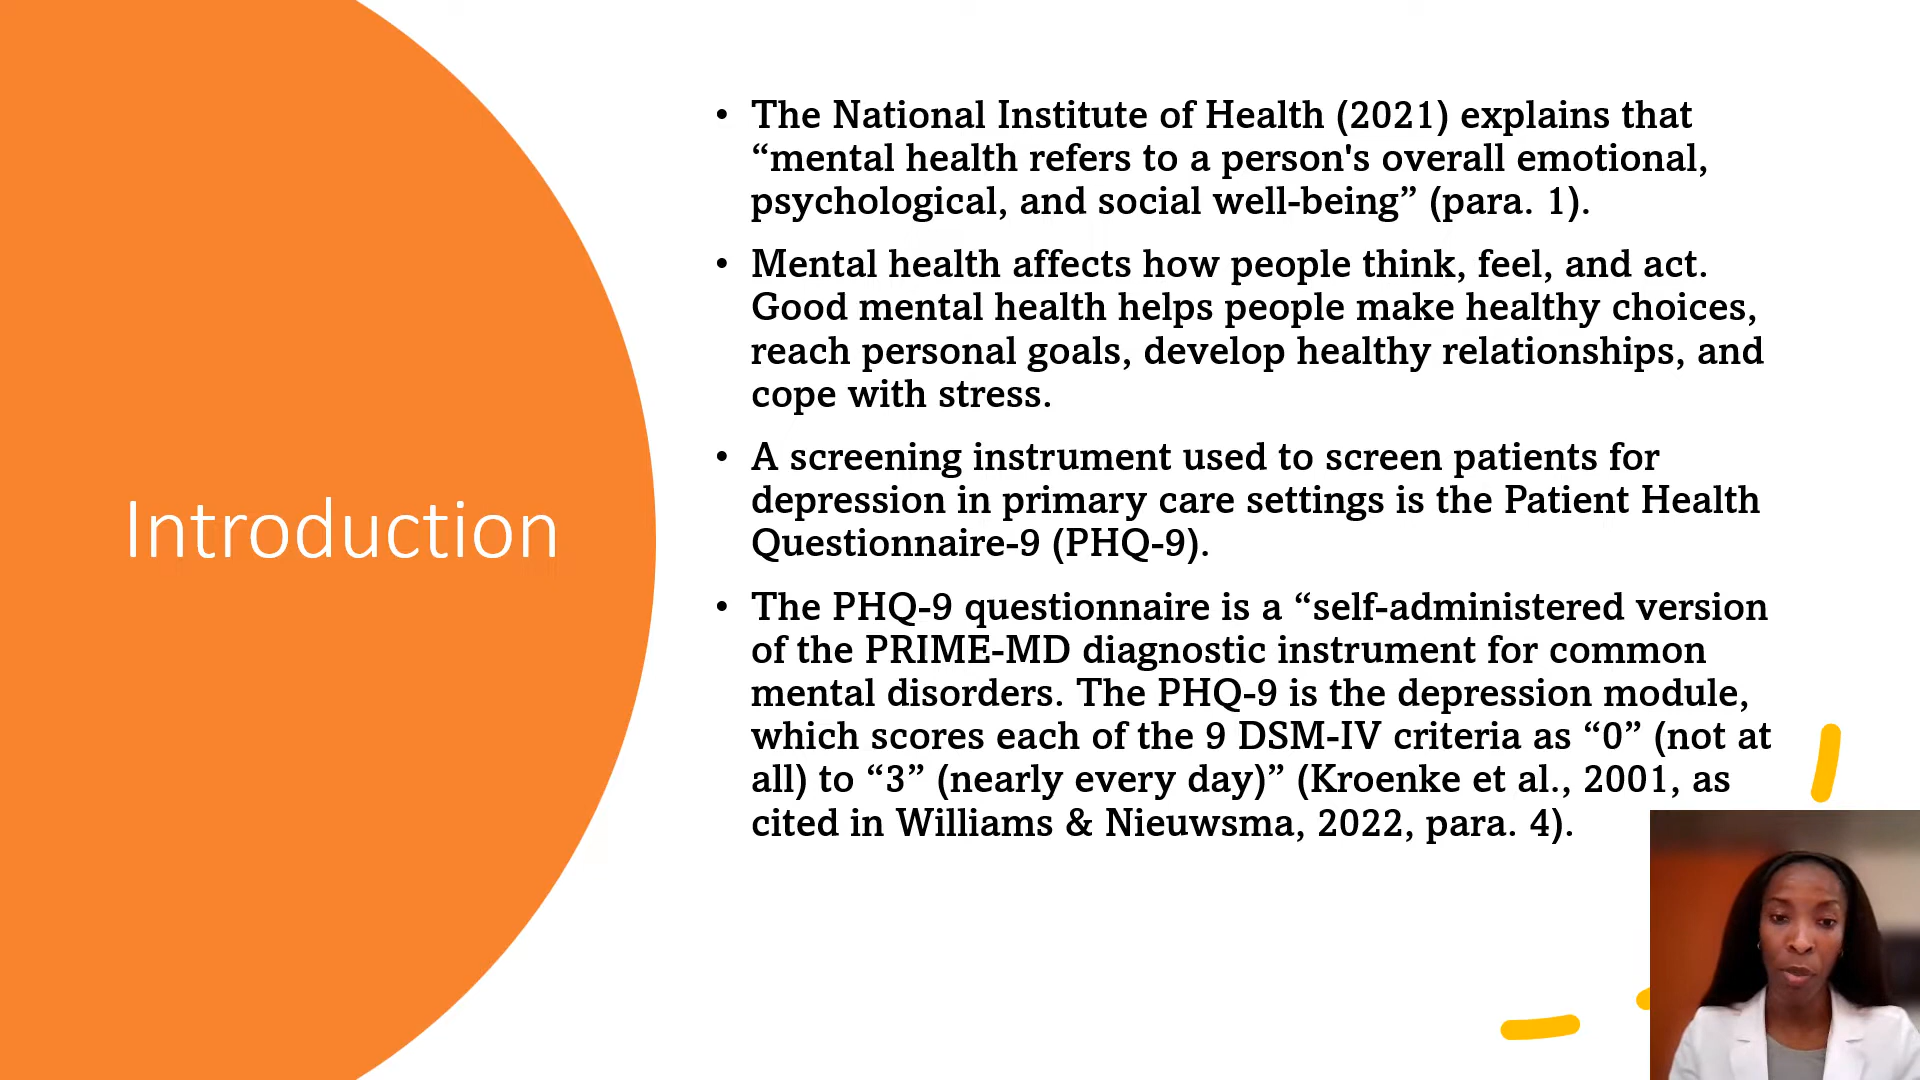 Introduction
• The National Institute of Health (2021) explains that
“mental health refers to a person's overall emotional,
psychological, and social well-being” (para. 1).
• Mental health affects how people think, feel, and act.
Good mental health helps people make healthy choices,
reach personal goals, develop healthy relationships, and
cope with stress.
• A screening instrument used to screen patients for
depression in primary care settings is the Patient Health
Questionnaire-9 (PHQ-9).
• The PHQ-9 questionnaire is a “self-administered version
of the PRIME-MD diagnostic instrument for common
mental disorders. The PHQ-9 is the depression module,
which scores each of the 9 DSM-IV criteria as “0” (not at
all) to “3” (nearly every day)” (Kroenke et al., 2001, as
cited in Williams & Nieuwsma, 2022, para. 4).